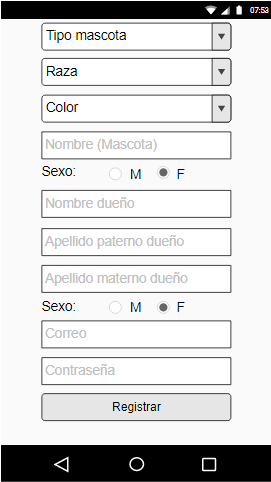 07:53
Tipo mascota
Raza
Color
Nombre (Mascota)
Sexo: M F
Nombre dueño
Apellido paterno dueño
Apellido materno dueño
Sexo: M F
Correo
Contraseña
Registrar